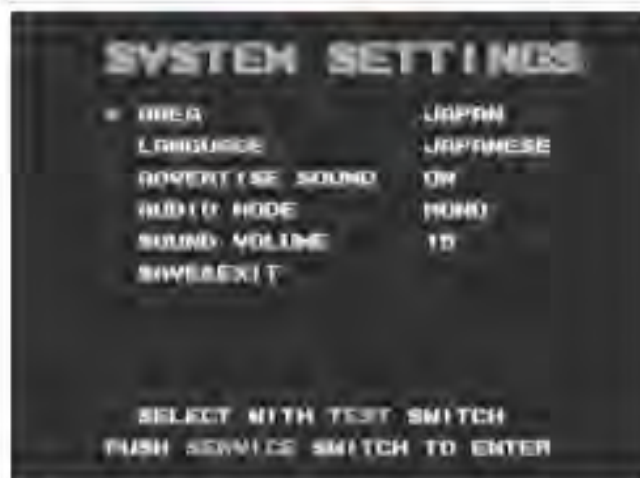 SYSTEM SETTINGS
* AREA JAPAN
LANGUAGE JAPANESE
ADVERTISE SOUND ON
AUDIO MODE MONO
SOUND VOLUME 15
SAVE&EXIT
SELECT WITH TEST SWITCH
PUSH SERVICE SWITCH TO ENTER